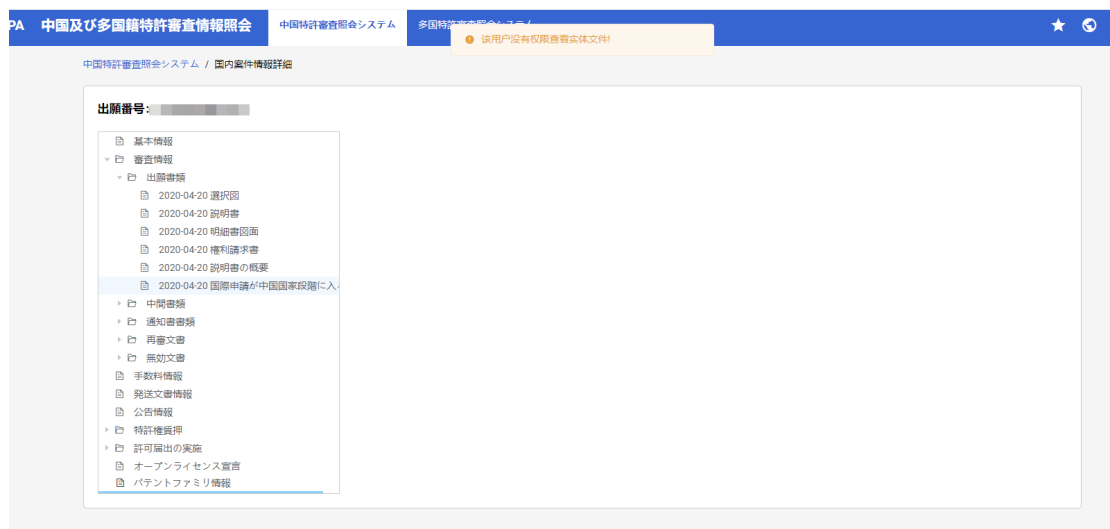 PA 中国及び多国籍特許審査情報照会 中国特許審査照会システム 多国特許審査照会システム
该用户没有权限查看实体文件!
中国特許審査照会システム / 国内案件情報詳細
出願番号:
基本情報
審査情報
出願書類
2020-04-20 選択図
2020-04-20 説明書
2020-04-20 明細書図面
2020-04-20 権利請求書
2020-04-20 説明書の概要
2020-04-20 国際申請が中国国家段階に入
中間書類
通知書書類
再審文書
無効文書
手数料情報
発送文書情報
公告情報
特許権質押
許可届出の実施
オープンライセンス宣言
パテントファミリ情報